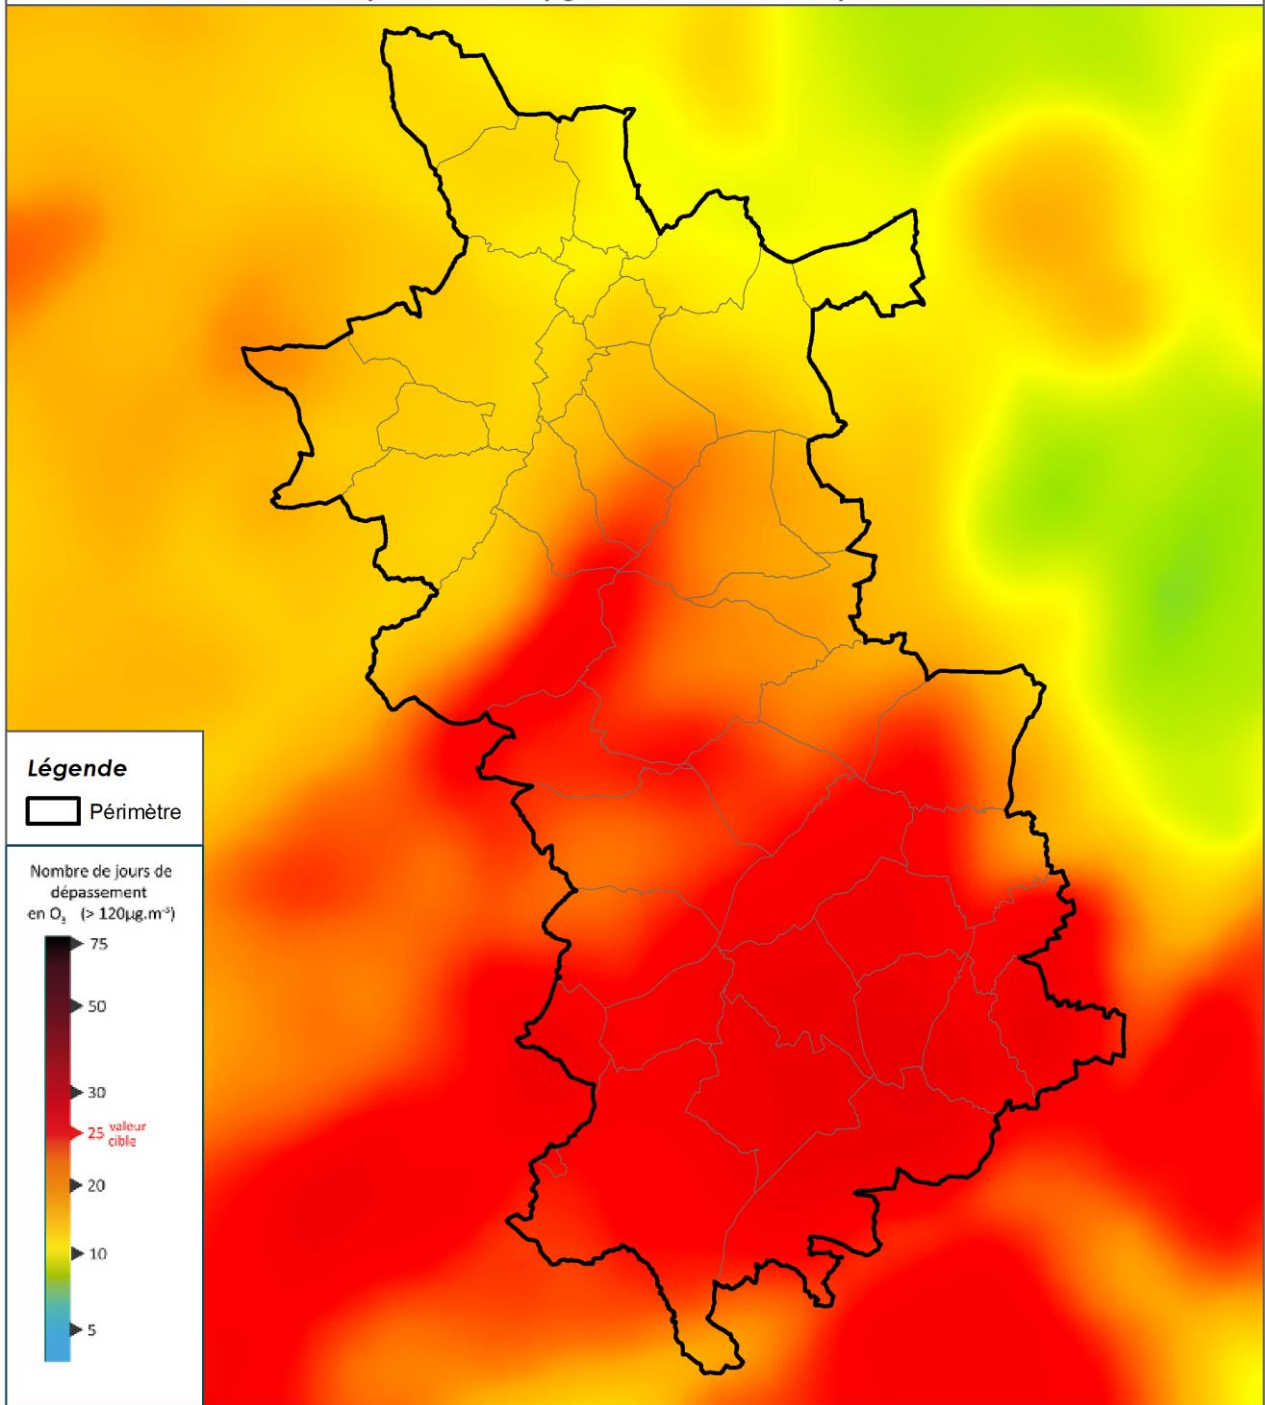 Légende
Périmètre
Nombre de jours de
dépassement
en O₃ (> 120µg.m⁻³)
75
50
30
25 valeur
cible
20
10
5